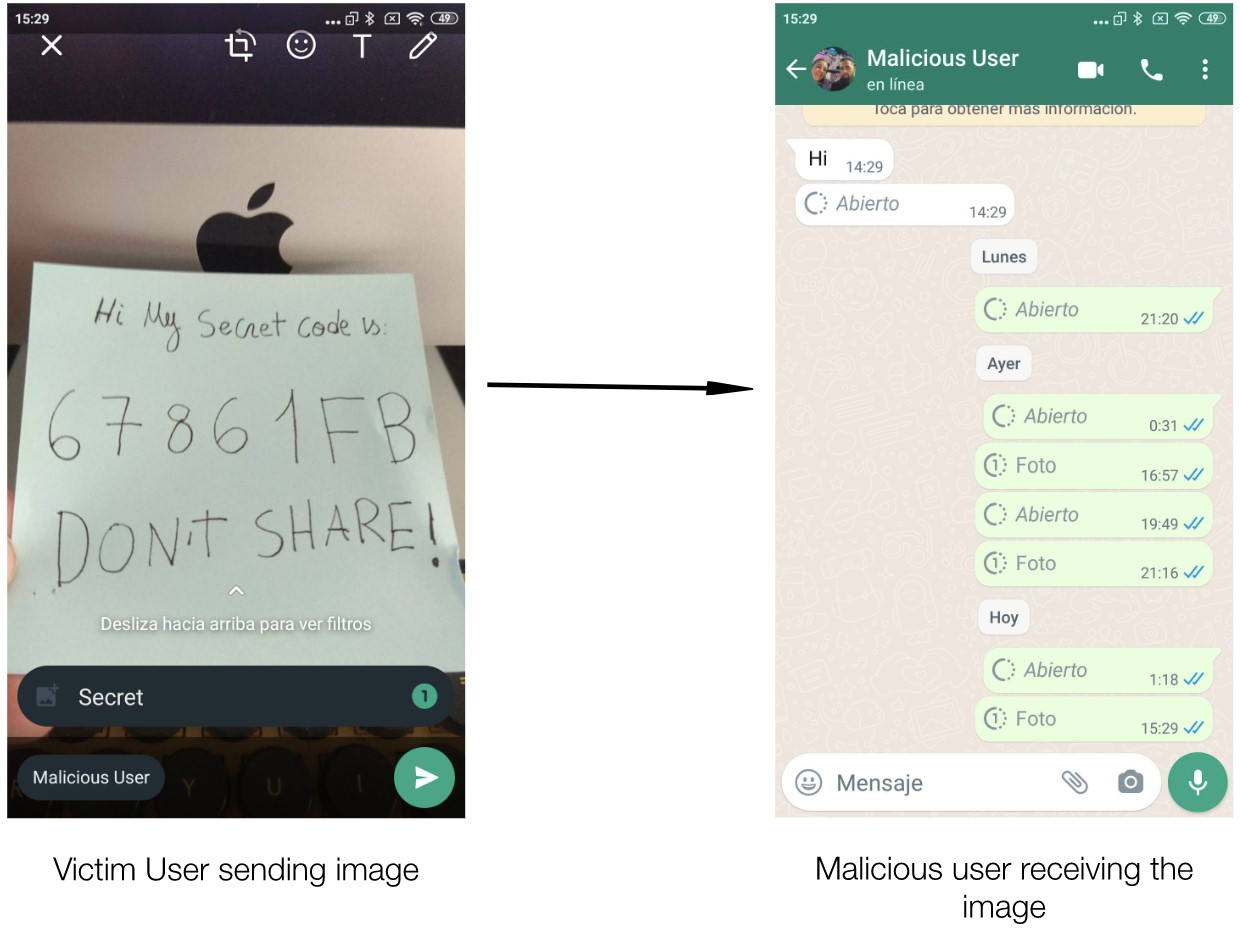 15:29
49
Hi My Secret code is:
67861FB
DON'T SHARE!
Desliza hacia arriba para ver filtros
Secret
1
Malicious User
Y U I
Victim User sending image
15:29
49
Malicious User
en línea
Toca para obtener más información.
Hi 14:29
Abierto 14:29
Lunes
Abierto 21:20
Ayer
Abierto 0:31
1 Foto 16:57
Abierto 19:49
1 Foto 21:16
Hoy
Abierto 1:18
1 Foto 15:29
Mensaje
Malicious user receiving the
image